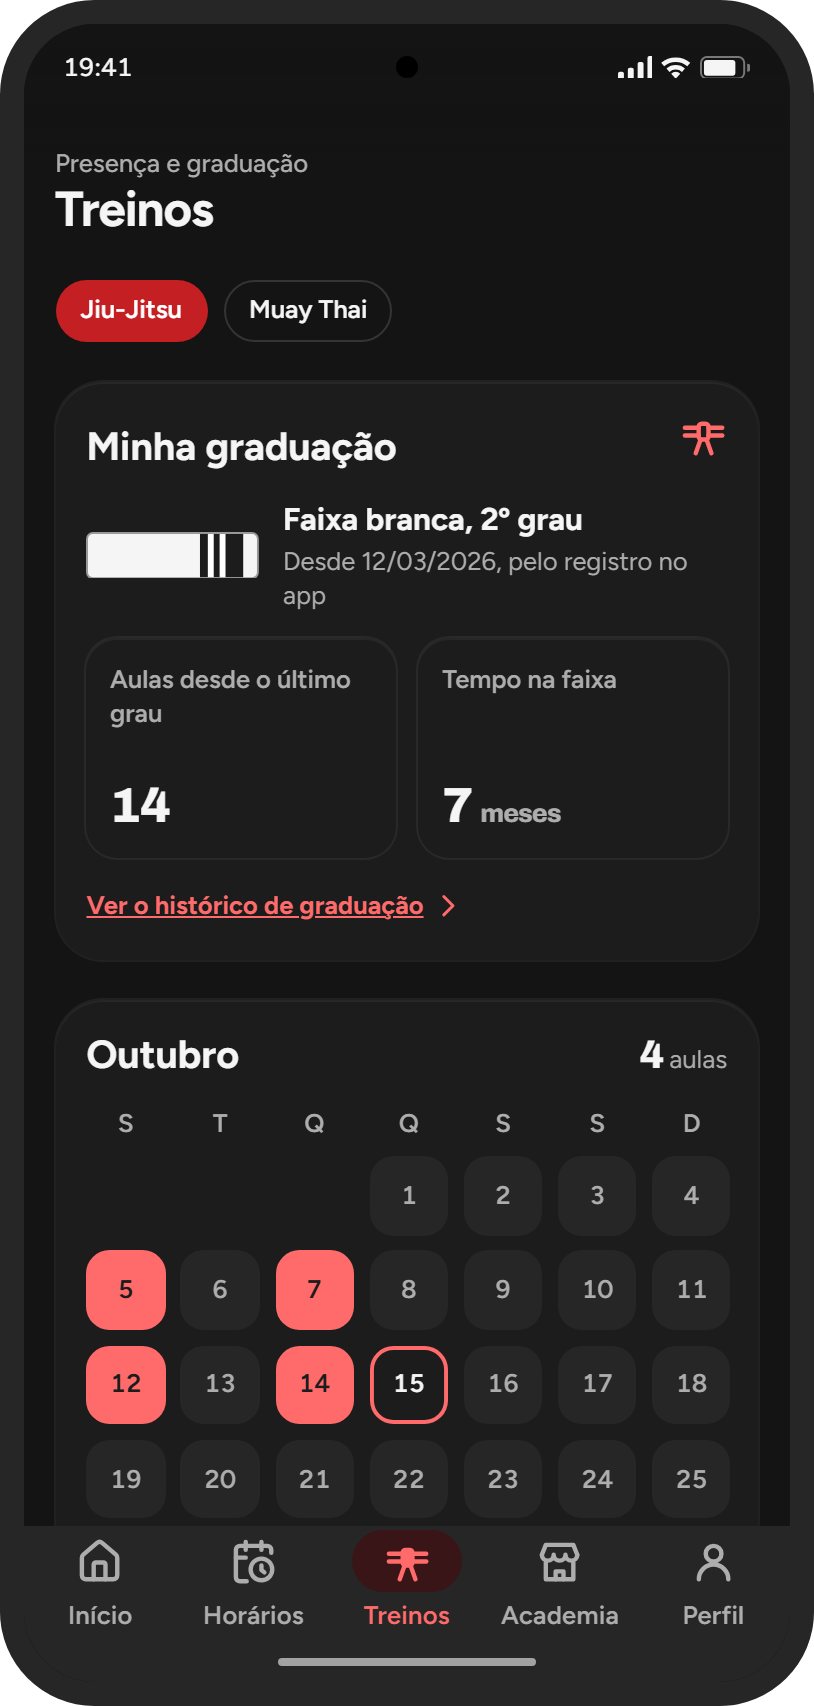 19:41
Presença e graduação
Treinos
Jiu-Jitsu Muay Thai
Minha graduação
Faixa branca, 2º grau
Desde 12/03/2026, pelo registro no
app
Aulas desde o último
grau
14
Tempo na faixa
7 meses
Ver o histórico de graduação
Outubro 4 aulas
S T Q Q S S D
1 2 3 4
5 6 7 8 9 10 11
12 13 14 15 16 17 18
19 20 21 22 23 24 25
Início Horários Treinos Academia Perfil